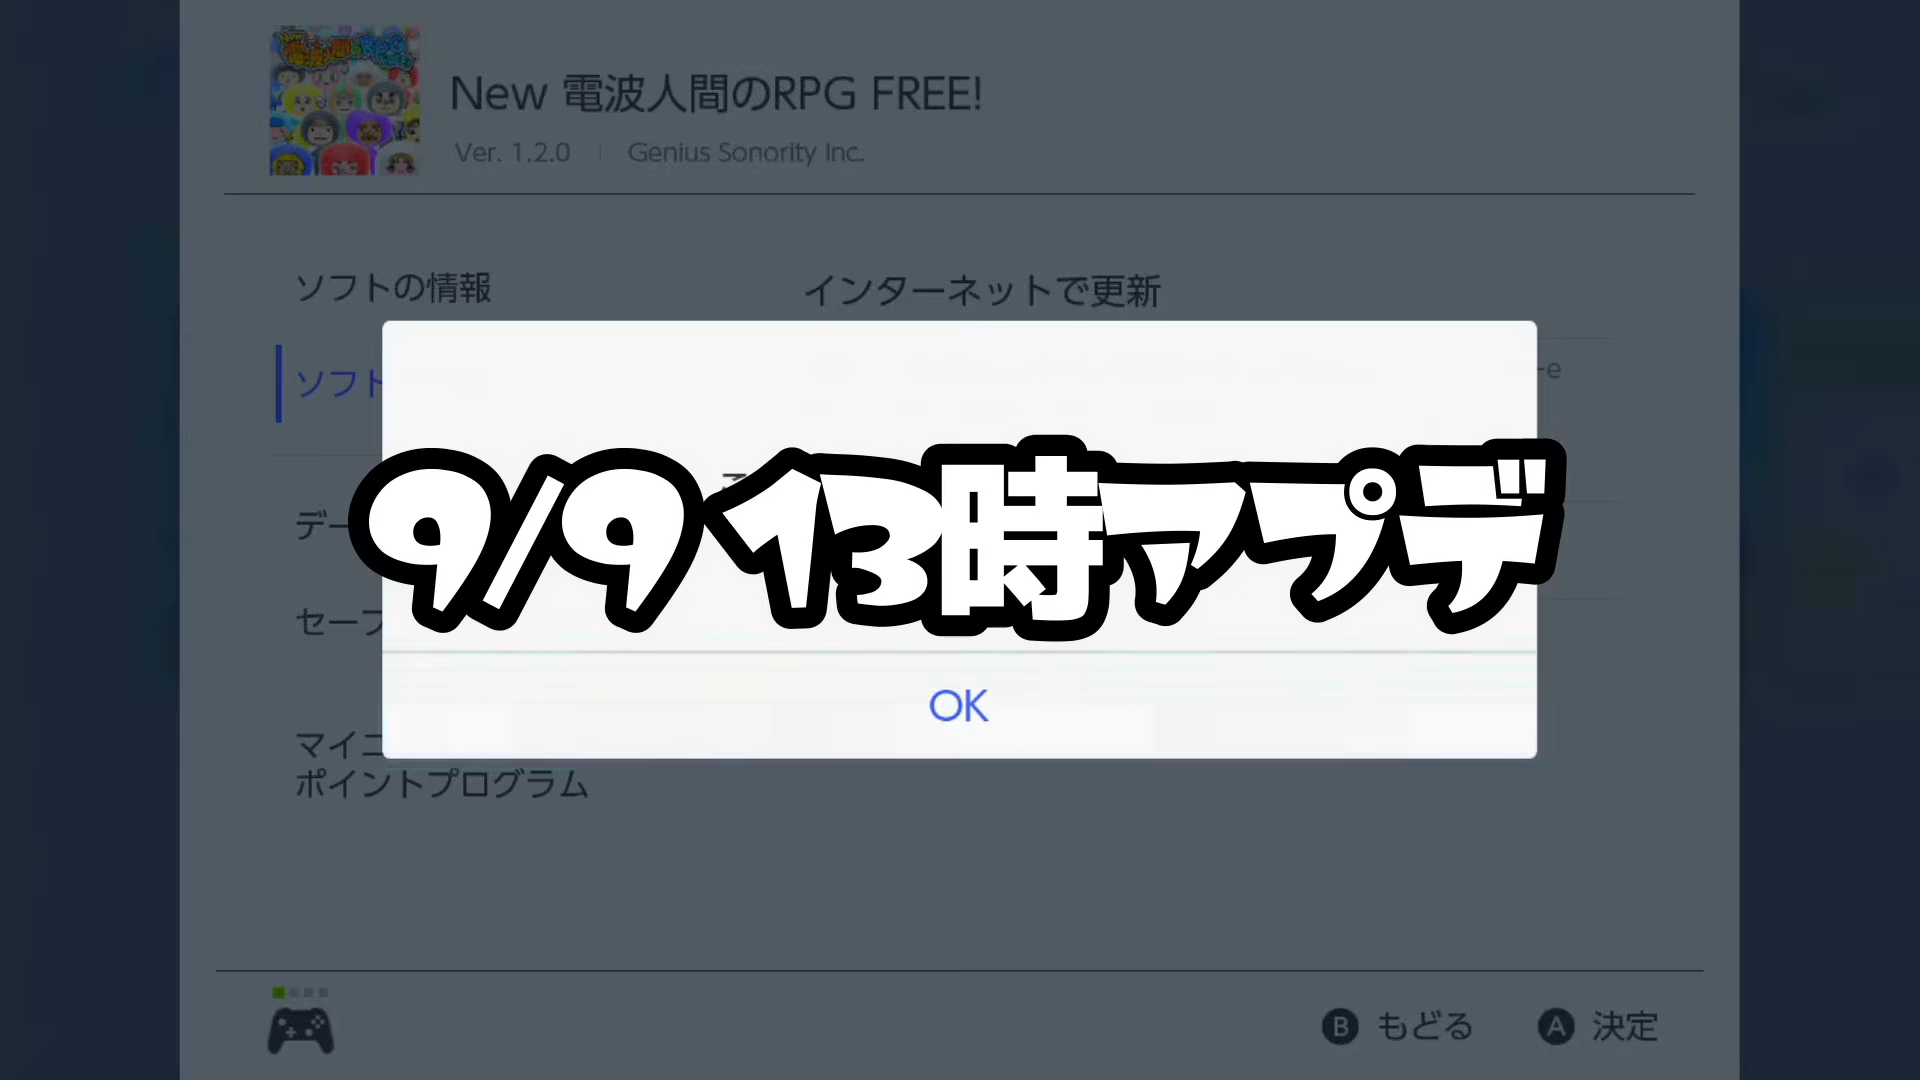 New 電波人間のRPG FREE!
Ver. 1.2.0 | Genius Sonority Inc.
ソフトの情報
インターネットで更新
ソフト
9/9 13時アプデ
デー
セーブ
OK
マイニ
ポイントプログラム
B もどる
A 決定